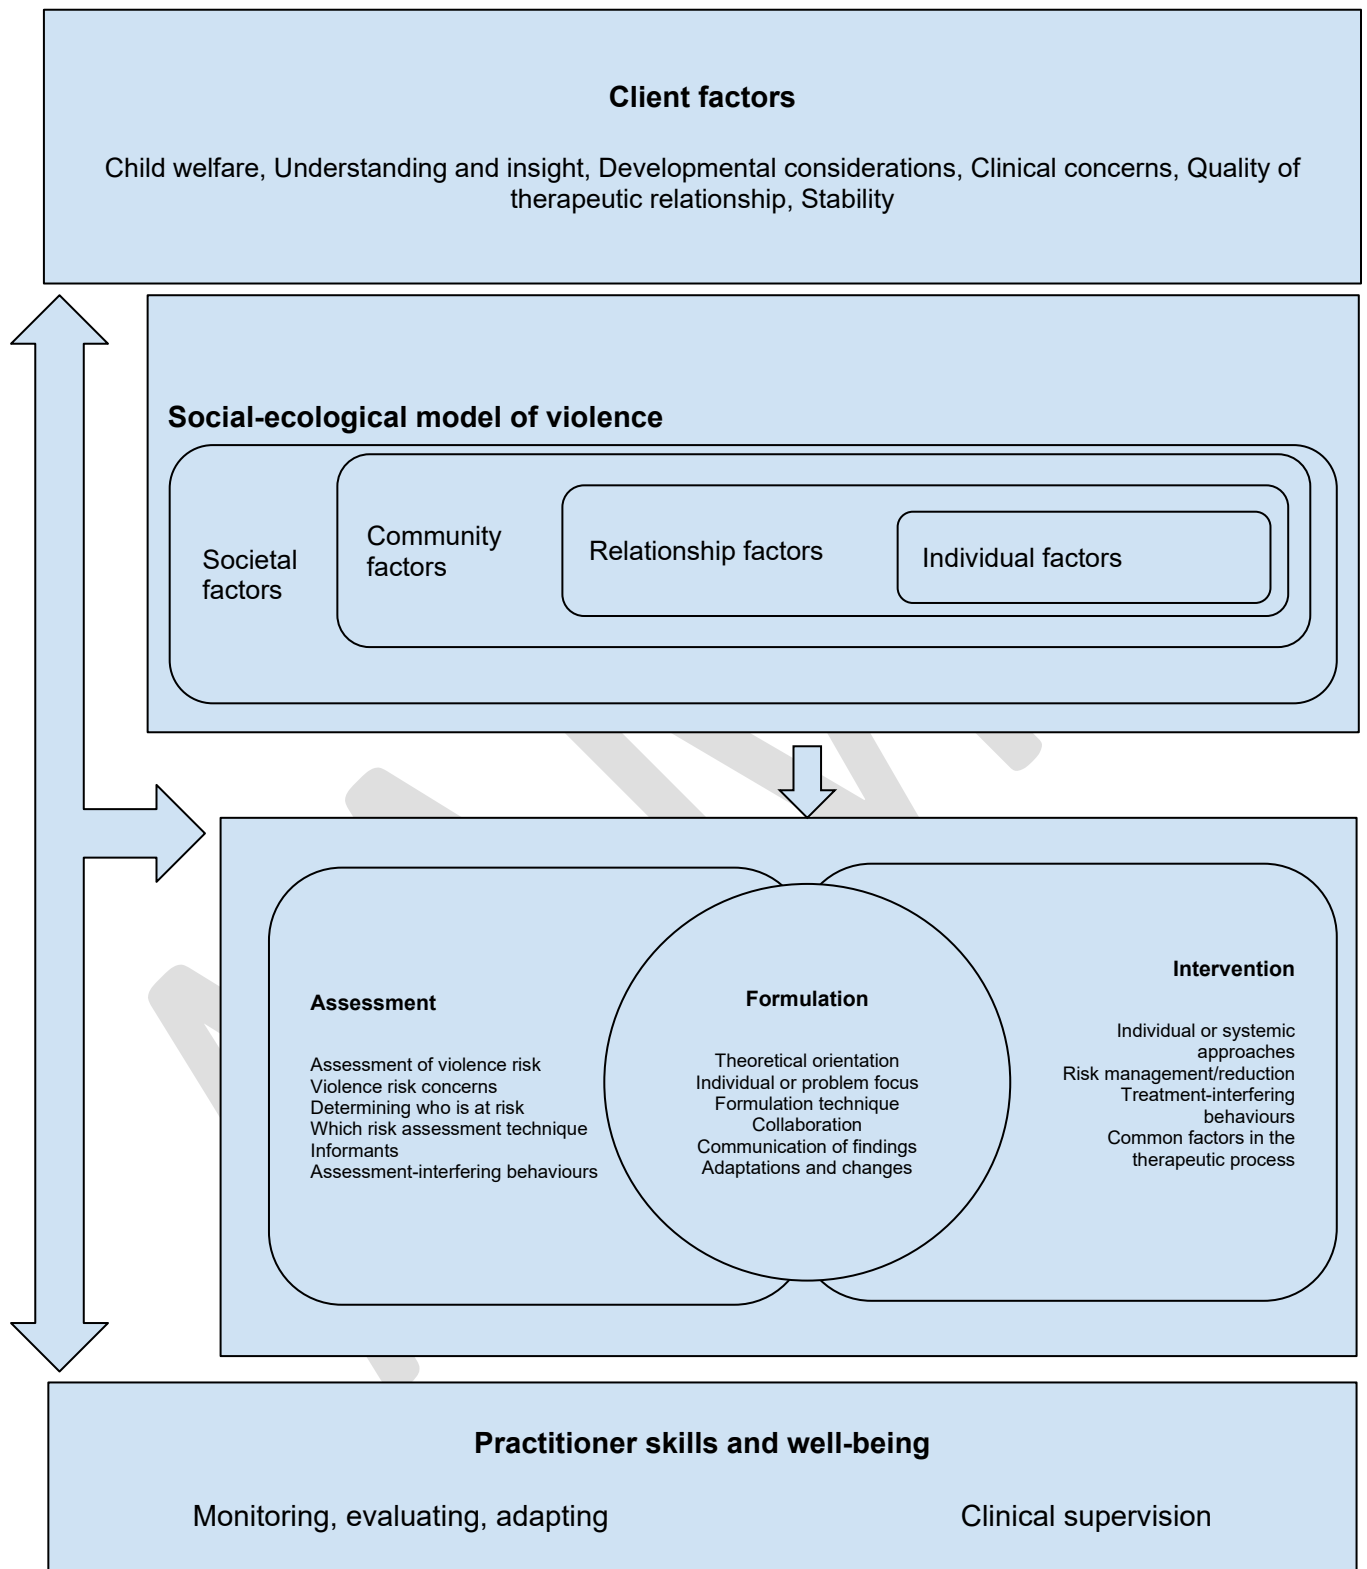 Client factors
Child welfare, Understanding and insight, Developmental considerations, Clinical concerns, Quality of
therapeutic relationship, Stability
Social-ecological model of violence
Societal
factors
Community
factors
Relationship factors
Individual factors
Assessment
Assessment of violence risk
Violence risk concerns
Determining who is at risk
Which risk assessment technique
Informants
Assessment-interfering behaviours
Formulation
Theoretical orientation
Individual or problem focus
Formulation technique
Collaboration
Communication of findings
Adaptations and changes
Intervention
Individual or systemic
approaches
Risk management/reduction
Treatment-interfering
behaviours
Common factors in the
therapeutic process
Practitioner skills and well-being
Monitoring, evaluating, adapting
Clinical supervision